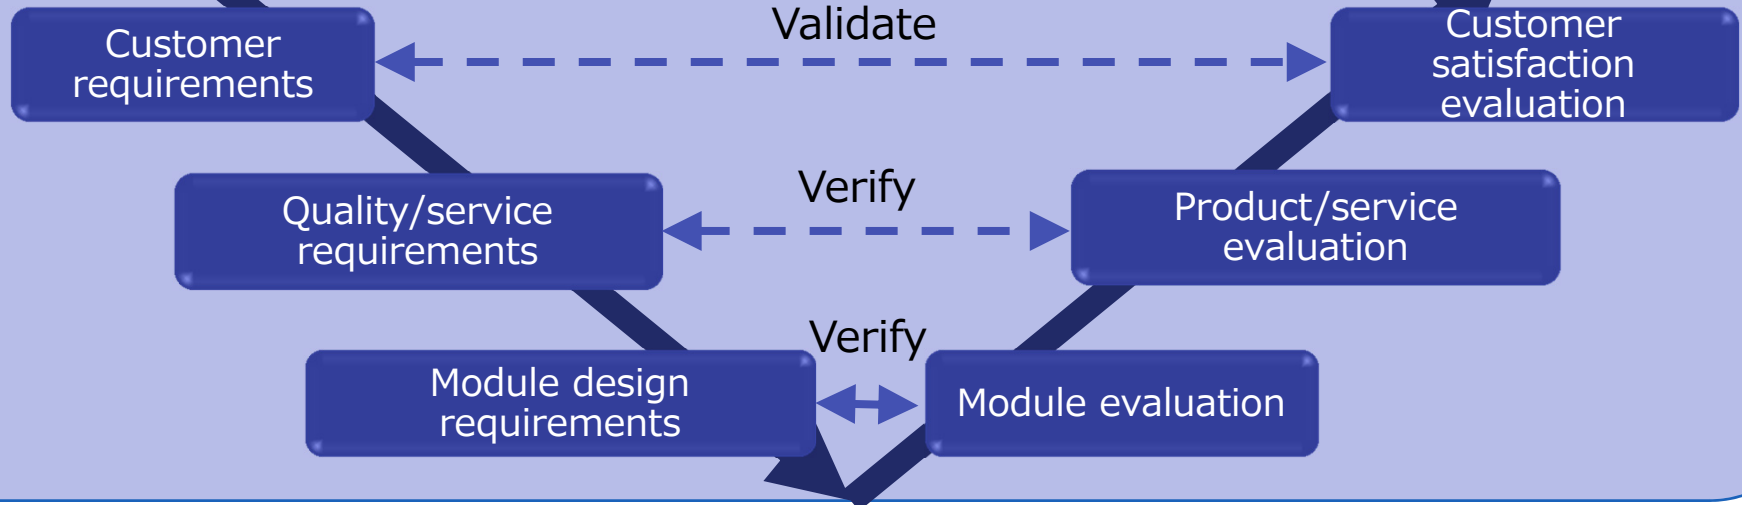 Customer
requirements
Validate
Customer
satisfaction
evaluation
Quality/service
requirements
Verify
Product/service
evaluation
Module design
requirements
Verify
Module evaluation